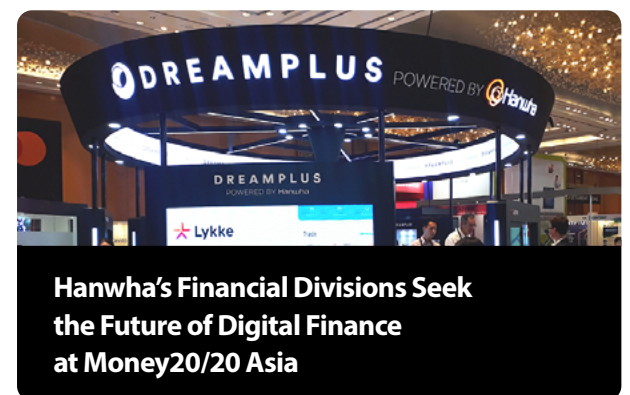 DREAMPLUS POWERED BY Hanwha
DREAMPLUS
POWERED BY Hanwha
Lykke
Trade
Hanwha's Financial Divisions Seek
the Future of Digital Finance
at Money20/20 Asia